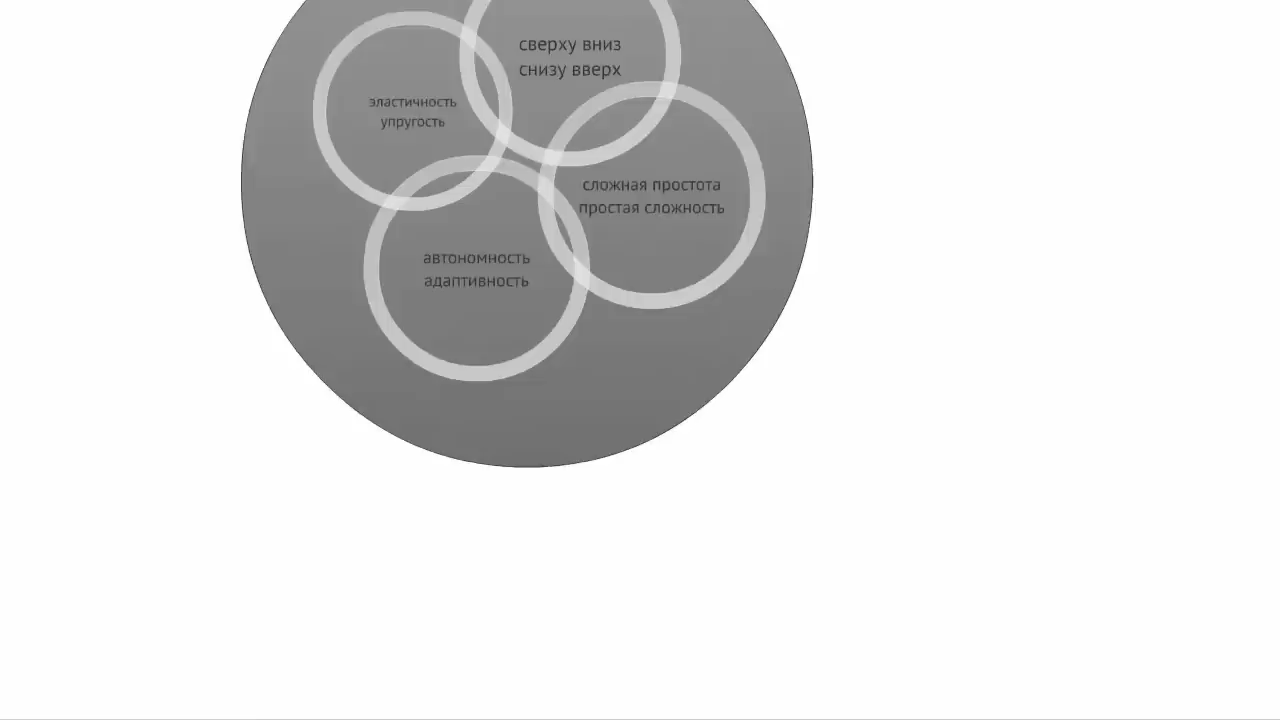 сверху вниз
снизу вверх
эластичность
упругость
сложная простота
простая сложность
автономность
адаптивность